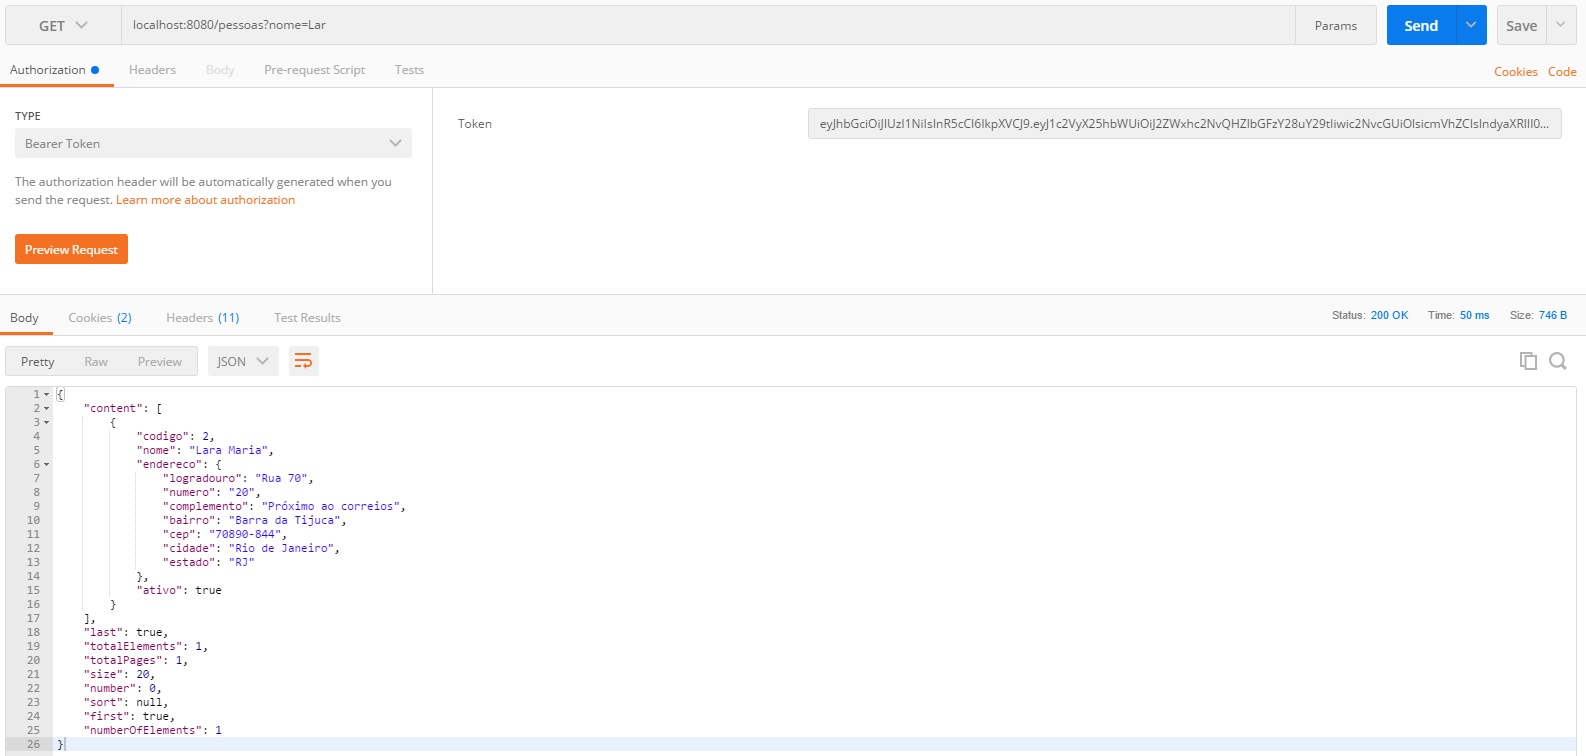 GET localhost:8080/pessoas?nome=Lar Params Send Save
Authorization Headers Body Pre-request Script Tests Cookies Code
TYPE
Bearer Token
The authorization header will be automatically generated when you
send the request. Learn more about authorization
Preview Request
Token
Body Cookies (2) Headers (11) Test Results Status: 200 OK Time: 50 ms Size: 746 B
Pretty Raw Preview JSON
1 {
2 "content": [
3 {
4 "codigo": 2,
5 "nome": "Lara Maria",
6 "endereco": {
7 "logradouro": "Rua 70",
8 "numero": "20",
9 "complemento": "Próximo ao correios",
10 "bairro": "Barra da Tijuca",
11 "cep": "70890-844",
12 "cidade": "Rio de Janeiro",
13 "estado": "RJ"
14 },
15 "ativo": true
16 }
17 ],
18 "last": true,
19 "totalElements": 1,
20 "totalPages": 1,
21 "size": 20,
22 "number": 0,
23 "sort": null,
24 "first": true,
25 "numberOfElements": 1
26 }